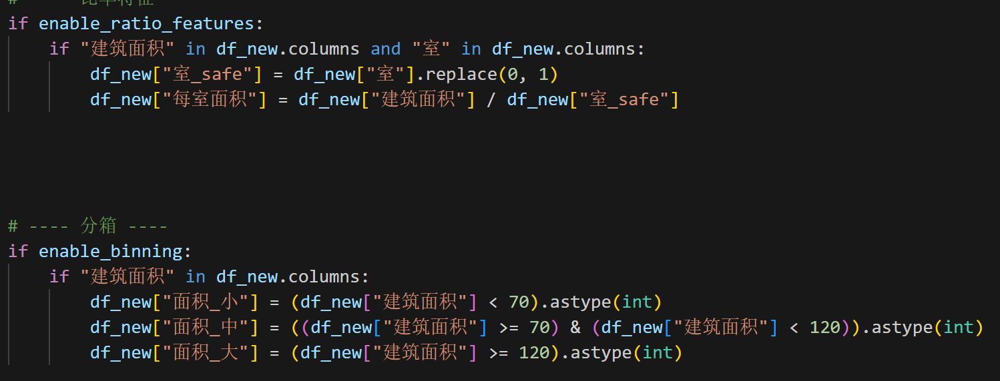 # 比率特征
if enable_ratio_features:
    if "建筑面积" in df_new.columns and "室" in df_new.columns:
        df_new["室_safe"] = df_new["室"].replace(0, 1)
        df_new["每室面积"] = df_new["建筑面积"] / df_new["室_safe"]
# ---- 分箱 ----
if enable_binning:
    if "建筑面积" in df_new.columns:
        df_new["面积_小"] = (df_new["建筑面积"] < 70).astype(int)
        df_new["面积_中"] = ((df_new["建筑面积"] >= 70) & (df_new["建筑面积"] < 120)).astype(int)
        df_new["面积_大"] = (df_new["建筑面积"] >= 120).astype(int)